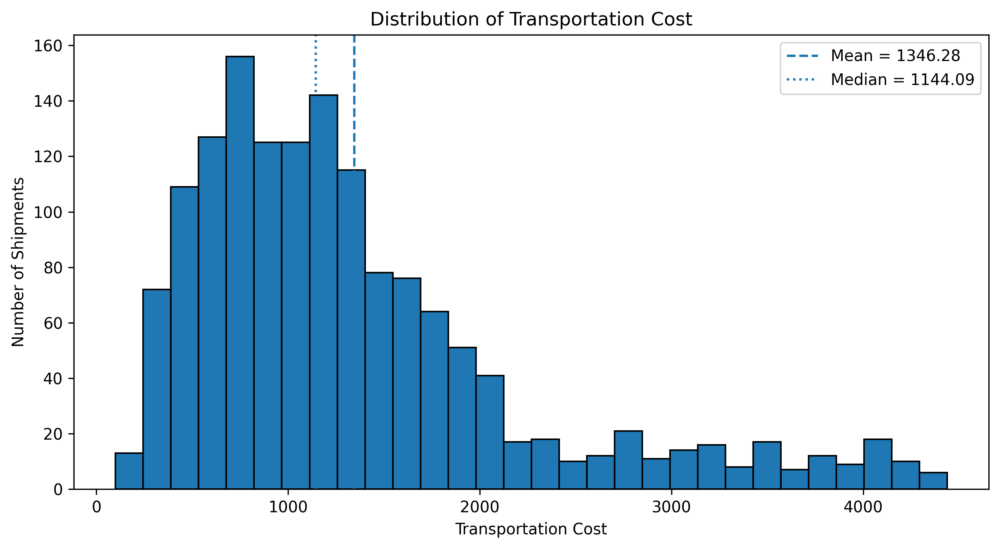 Distribution of Transportation Cost
Mean = 1346.28
Median = 1144.09
160
140
120
100
80
60
40
20
0
Number of Shipments
0 1000 2000 3000 4000
Transportation Cost